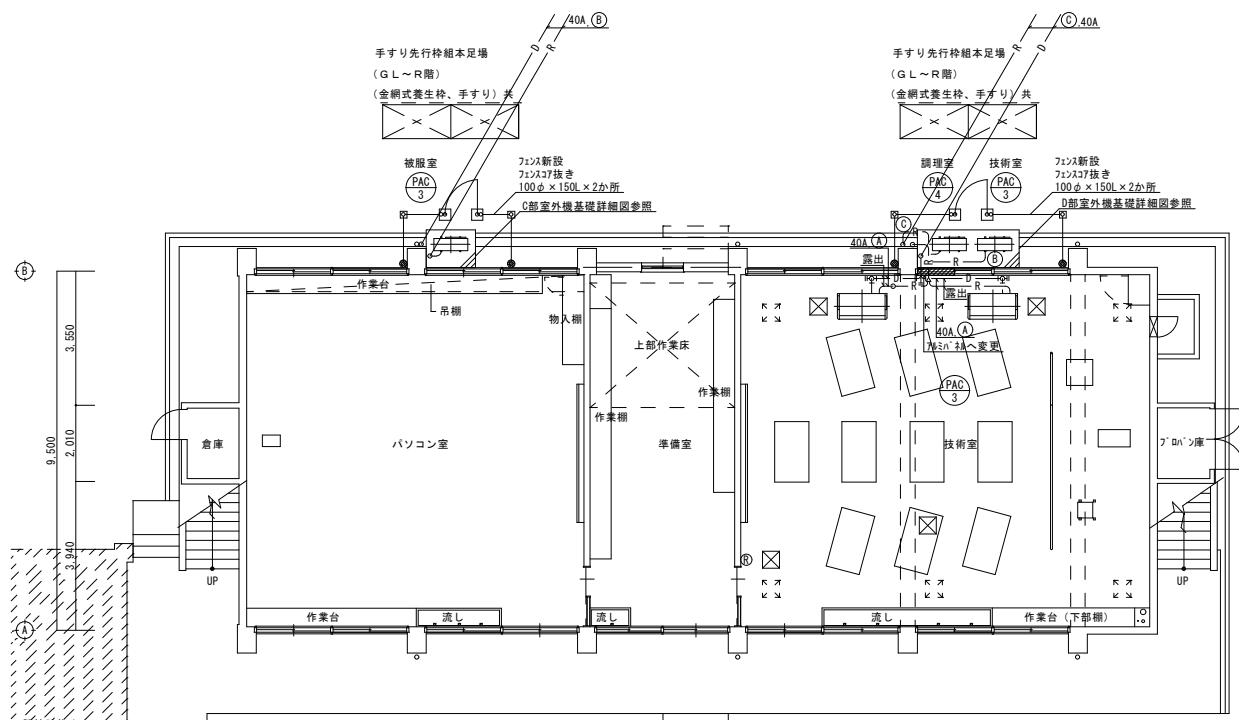 40A, Ⓑ
D
R
手すり先行枠組本足場
(GL〜R階)
(金網式養生枠、手すり)共
被服室
PAC
3
フェンス新設
フェンスコア抜き
100φ×150L×2か所
C部室外機基礎詳細図参照
Ⓒ, 40A
R
D
手すり先行枠組本足場
(GL〜R階)
(金網式養生枠、手すり)共
調理室
PAC
4
技術室
PAC
3
フェンス新設
フェンスコア抜き
100φ×150L×2か所
D部室外機基礎詳細図参照
Ⓒ
R
40A, Ⓐ
露出
R
R
Ⓑ
D
R
D
露出
40A, Ⓐ
アルミパネルへ変更
PAC
3
Ⓑ
作業台
吊棚
物入棚
上部作業床
作業棚
作業棚
3,550
9,500
2,010
3,940
倉庫
パソコン室
準備室
技術室
プロパン庫
UP
Ⓡ
UP
作業台
流し
流し
流し
作業台(下部棚)
Ⓐ